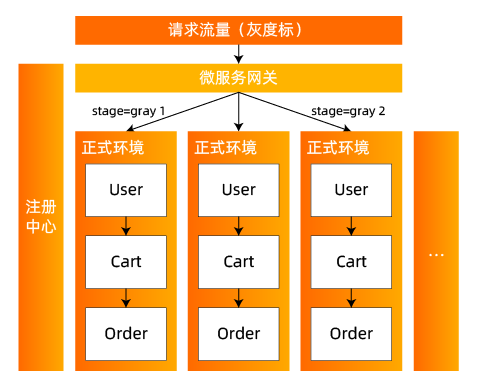 请求流量（灰度标）
微服务网关
stage=gray 1
stage=gray 2
注册
中心
正式环境
User
Cart
Order
正式环境
User
Cart
Order
正式环境
User
Cart
Order
...